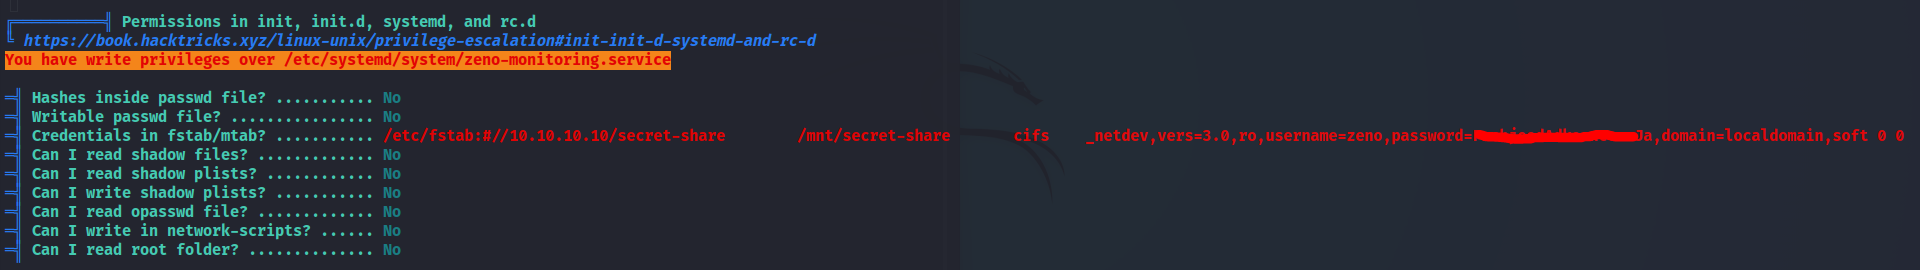 Permissions in init, init.d, systemd, and rc.d
https://book.hacktricks.xyz/linux-unix/privilege-escalation#init-init-d-systemd-and-rc-d
You have write privileges over /etc/systemd/system/zeno-monitoring.service
Hashes inside passwd file? ........... No
Writable passwd file? ................ No
Credentials in fstab/mtab? ........... /etc/fstab:#//10.10.10.10/secret-share /mnt/secret-share cifs _netdev,vers=3.0,ro,username=zeno,password= Ja,domain=localdomain,soft 0 0
Can I read shadow files? ............. No
Can I read shadow plists? ............ No
Can I write shadow plists? ........... No
Can I read opasswd file? ............. No
Can I write in network-scripts? ...... No
Can I read root folder? .............. No